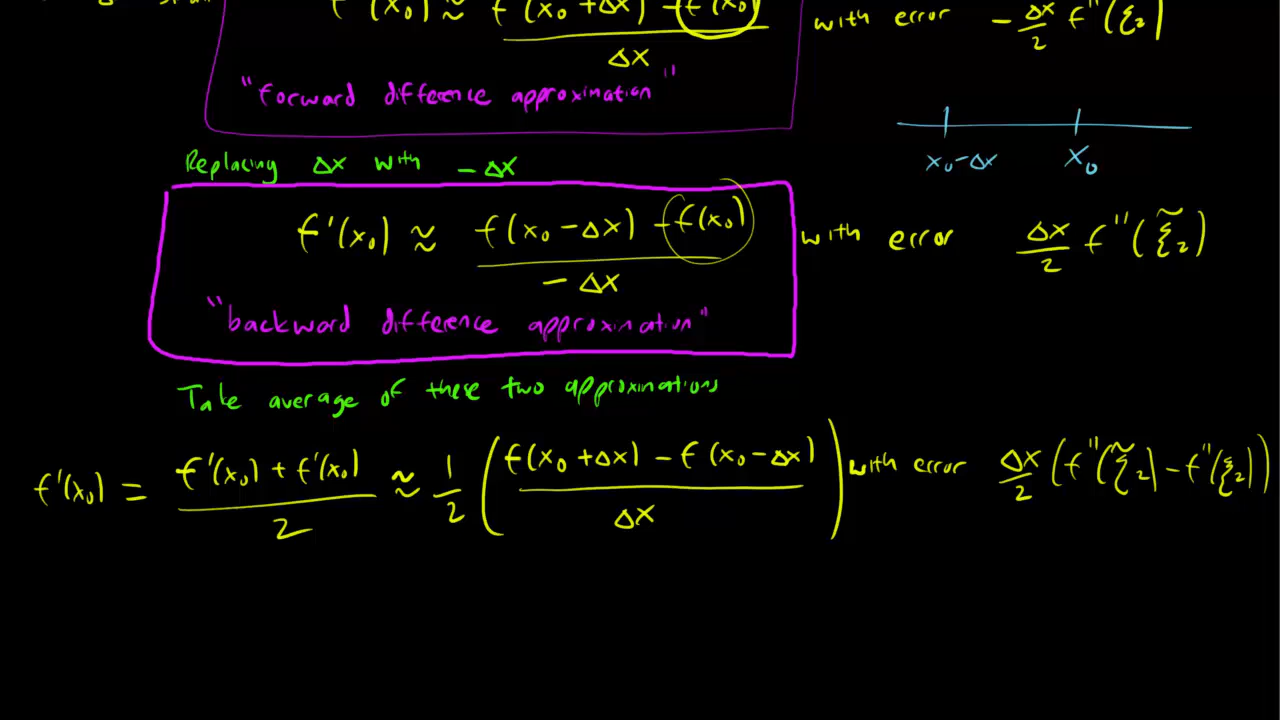 f'(x₀) ≈ f(x₀+Δx) - f(x₀) / Δx with error - Δx/2 f''(ξ₂)
"forward difference approximation"
x₀-Δx x₀
Replacing Δx with -Δx
f'(x₀) ≈ f(x₀-Δx) - f(x₀) / -Δx with error Δx/2 f''(ξ̃₂)
"backward difference approximation"
Take average of these two approximations
f'(x₀) = f'(x₀) + f'(x₀) / 2 ≈ 1/2 ( f(x₀+Δx) - f(x₀-Δx) / Δx ) with error Δx/2 (f''(ξ̃₂) - f''(ξ₂))